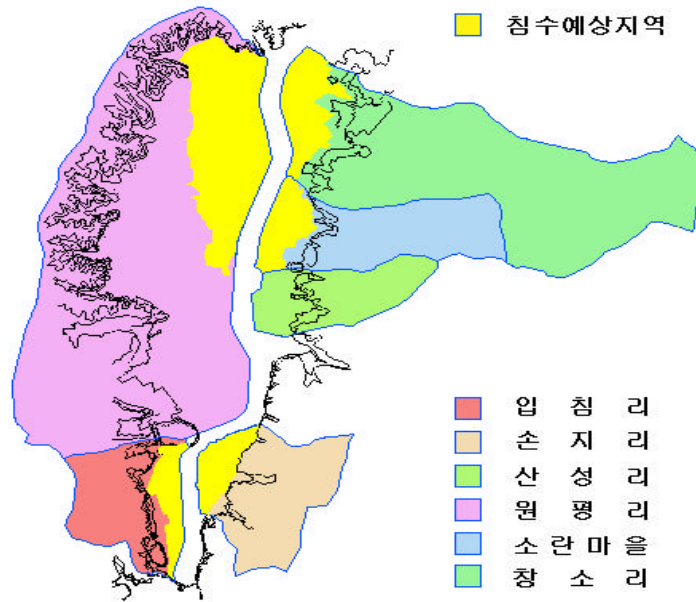 침수예상지역
입 침 리
손 지 리
산 성 리
원 평 리
소 란 마 을
창 소 리